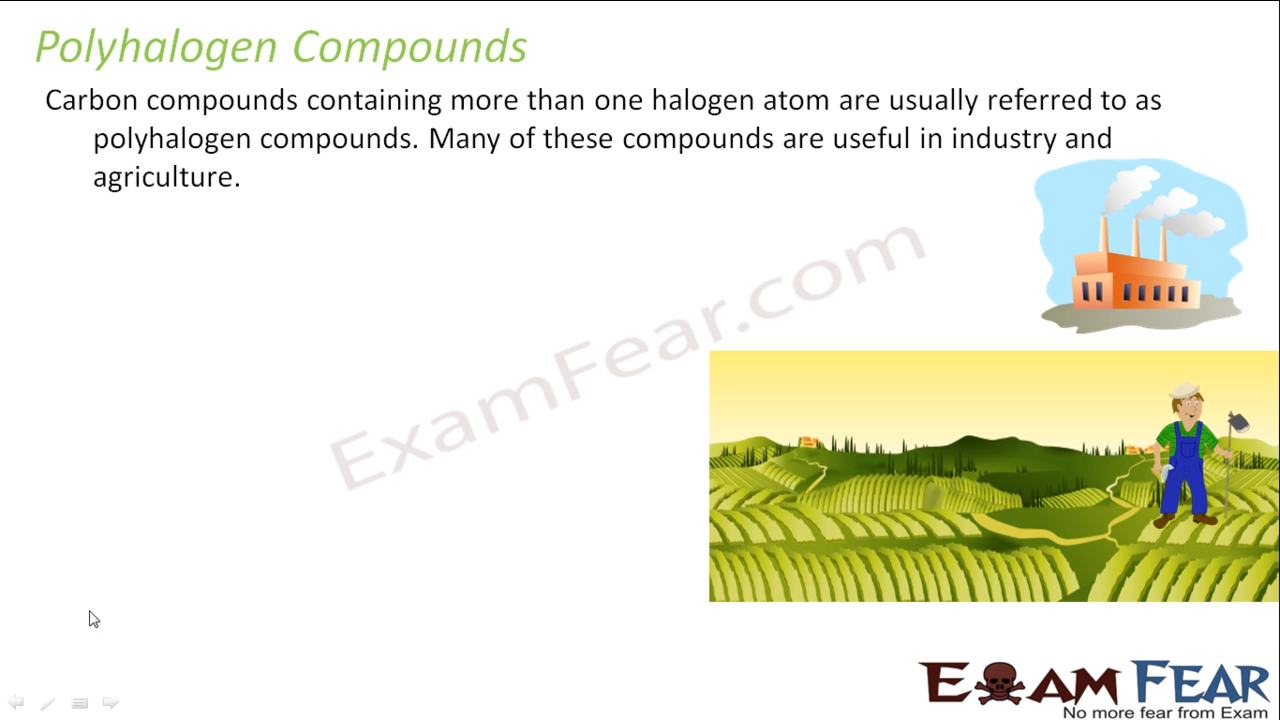 Polyhalogen Compounds
Carbon compounds containing more than one halogen atom are usually referred to as
polyhalogen compounds. Many of these compounds are useful in industry and
agriculture.
ExamFear.com
EXAM FEAR
No more fear from Exam